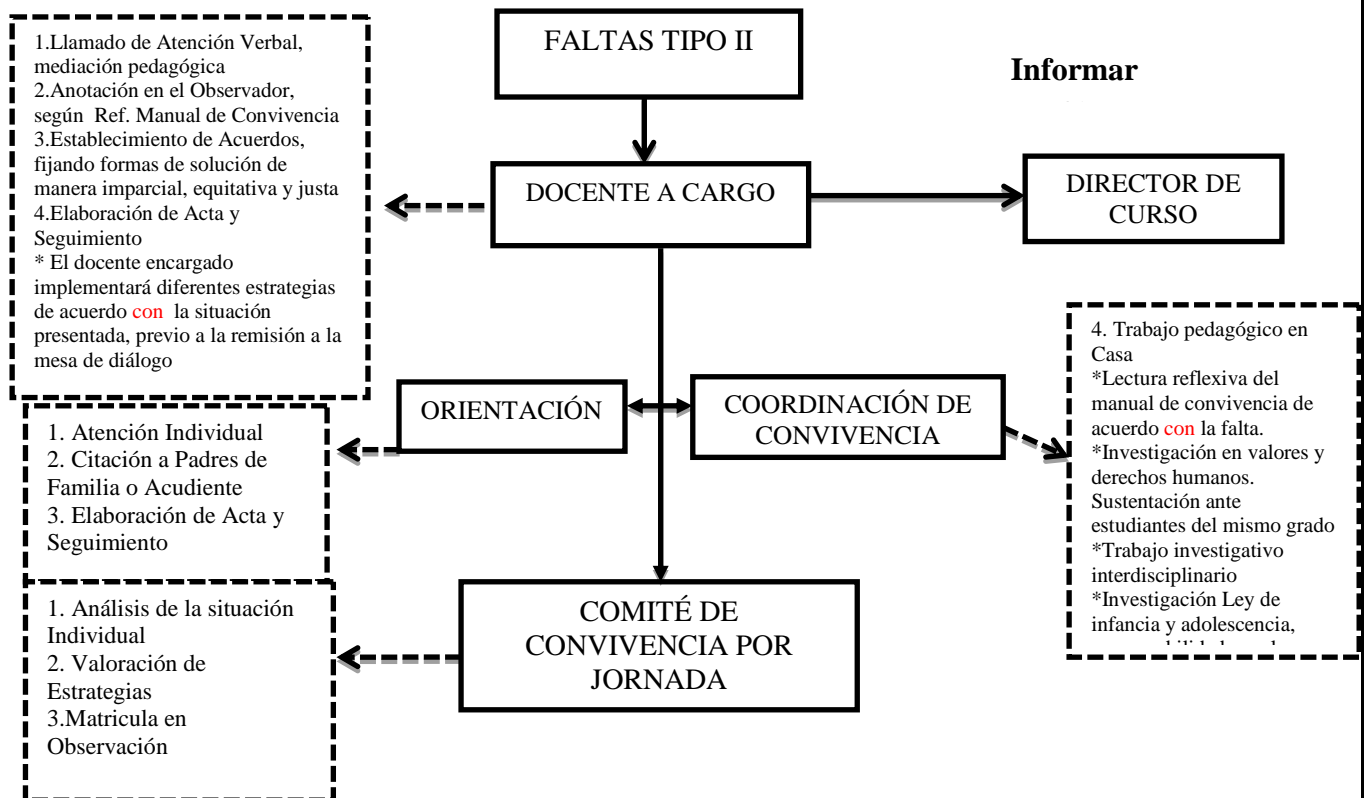 1.Llamado de Atención Verbal,
mediación pedagógica
2.Anotación en el Observador,
según Ref. Manual de Convivencia
3.Establecimiento de Acuerdos,
fijando formas de solución de
manera imparcial, equitativa y justa
4.Elaboración de Acta y
Seguimiento
* El docente encargado
implementará diferentes estrategias
de acuerdo con la situación
presentada, previo a la remisión a la
mesa de diálogo
FALTAS TIPO II
Informar
DOCENTE A CARGO
DIRECTOR DE
CURSO
ORIENTACIÓN
COORDINACIÓN DE
CONVIVENCIA
4. Trabajo pedagógico en
Casa
*Lectura reflexiva del
manual de convivencia de
acuerdo con la falta.
*Investigación en valores y
derechos humanos.
Sustentación ante
estudiantes del mismo grado
*Trabajo investigativo
interdisciplinario
*Investigación Ley de
infancia y adolescencia,
1. Atención Individual
2. Citación a Padres de
Familia o Acudiente
3. Elaboración de Acta y
Seguimiento
COMITÉ DE
CONVIVENCIA POR
JORNADA
1. Análisis de la situación
Individual
2. Valoración de
Estrategias
3.Matricula en
Observación